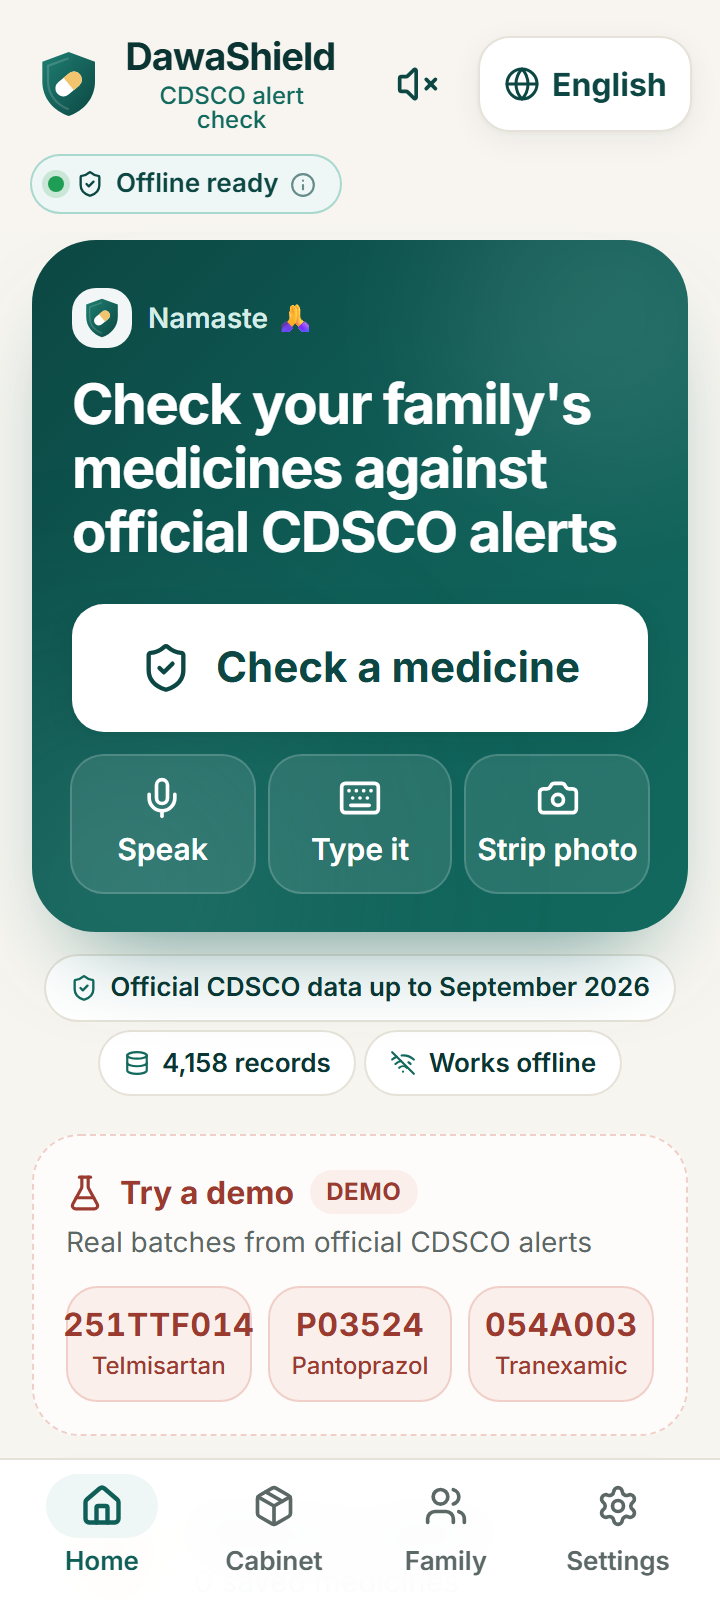 DawaShield
CDSCO alert
check
English
Offline ready
Namaste 🙏
Check your family's
medicines against
official CDSCO alerts
Check a medicine
Speak
Type it
Strip photo
Official CDSCO data up to September 2026
4,158 records
Works offline
Try a demo
DEMO
Real batches from official CDSCO alerts
251TTF014
Telmisartan
P03524
Pantoprazol
054A003
Tranexamic
Home
Cabinet
Family
Settings